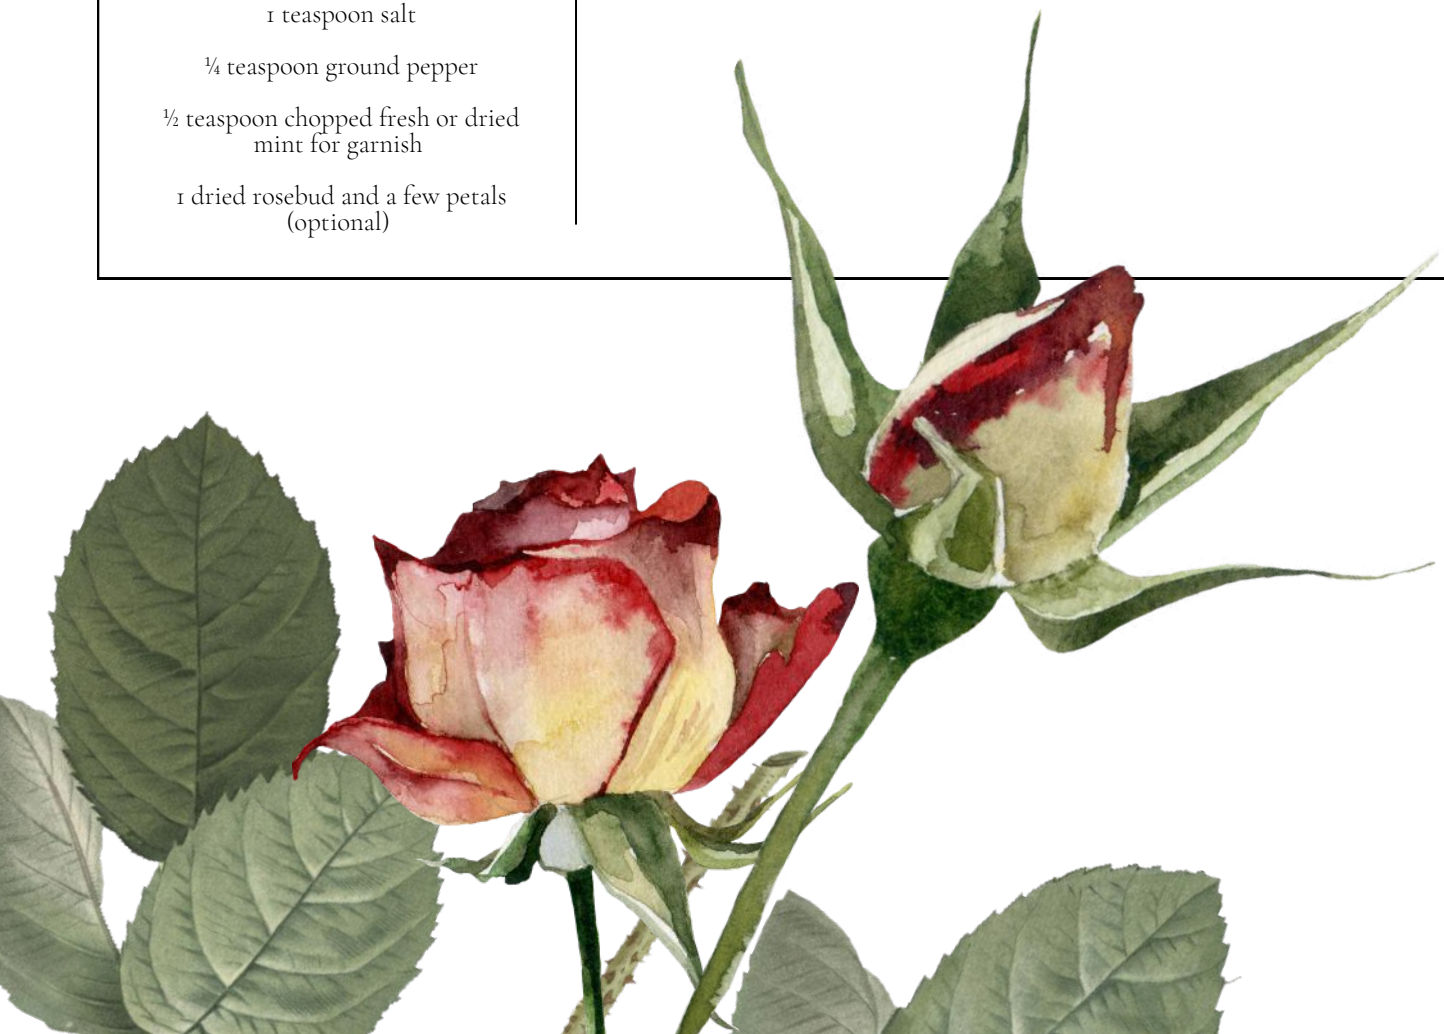 1 teaspoon salt
¼ teaspoon ground pepper
½ teaspoon chopped fresh or dried
mint for garnish
1 dried rosebud and a few petals
(optional)